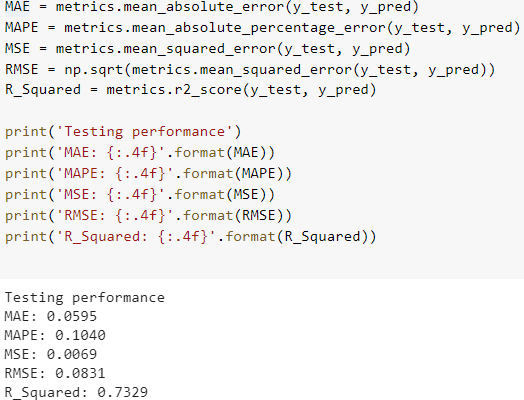 MAE = metrics.mean_absolute_error(y_test, y_pred)
MAPE = metrics.mean_absolute_percentage_error(y_test, y_pred)
MSE = metrics.mean_squared_error(y_test, y_pred)
RMSE = np.sqrt(metrics.mean_squared_error(y_test, y_pred))
R_Squared = metrics.r2_score(y_test, y_pred)
print('Testing performance')
print('MAE: {:.4f}'.format(MAE))
print('MAPE: {:.4f}'.format(MAPE))
print('MSE: {:.4f}'.format(MSE))
print('RMSE: {:.4f}'.format(RMSE))
print('R_Squared: {:.4f}'.format(R_Squared))
Testing performance
MAE: 0.0595
MAPE: 0.1040
MSE: 0.0069
RMSE: 0.0831
R_Squared: 0.7329